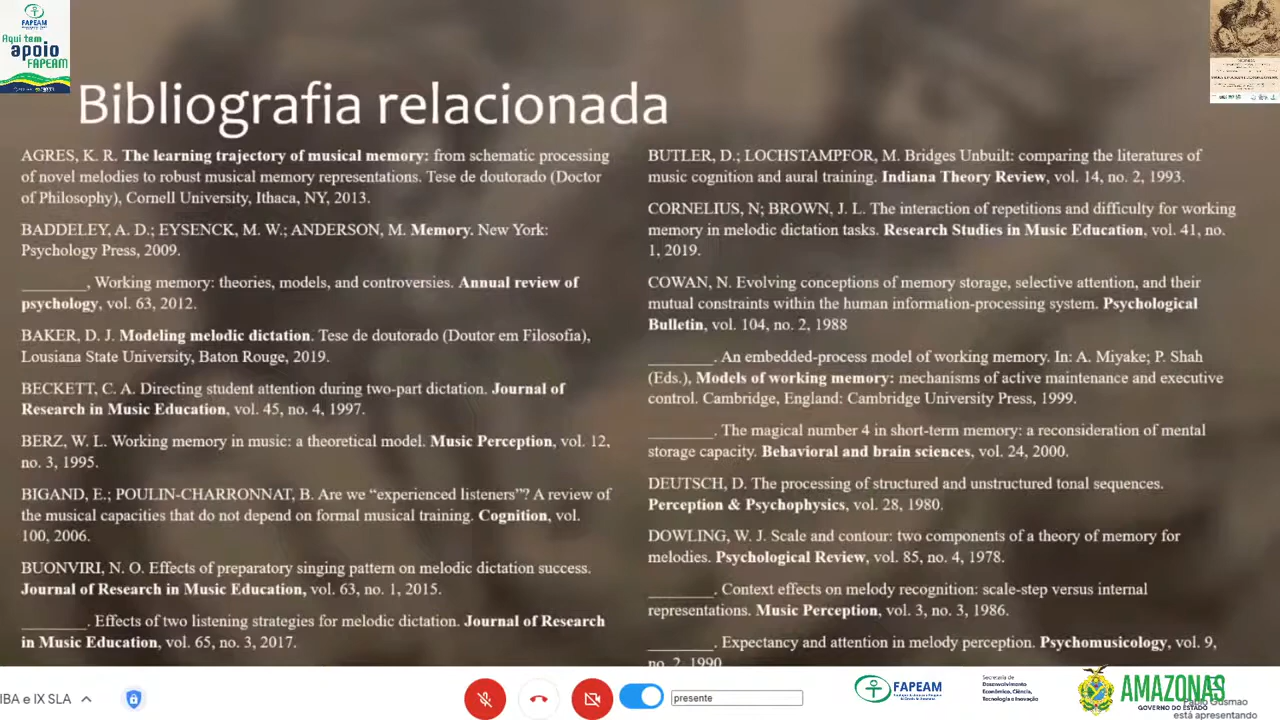 FAPEAM
Aqui tem
apoio
FAPEAM
Bibliografia relacionada
AGRES, K. R. The learning trajectory of musical memory: from schematic processing
of novel melodies to robust musical memory representations. Tese de doutorado (Doctor
of Philosophy), Cornell University, Ithaca, NY, 2013.
BADDELEY, A. D.; EYSENCK, M. W.; ANDERSON, M. Memory. New York:
Psychology Press, 2009.
________, Working memory: theories, models, and controversies. Annual review of
psychology, vol. 63, 2012.
BAKER, D. J. Modeling melodic dictation. Tese de doutorado (Doutor em Filosofia),
Lousiana State University, Baton Rouge, 2019.
BECKETT, C. A. Directing student attention during two-part dictation. Journal of
Research in Music Education, vol. 45, no. 4, 1997.
BERZ, W. L. Working memory in music: a theoretical model. Music Perception, vol. 12,
no. 3, 1995.
BIGAND, E.; POULIN-CHARRONNAT, B. Are we “experienced listeners”? A review of
the musical capacities that do not depend on formal musical training. Cognition, vol.
100, 2006.
BUONVIRI, N. O. Effects of preparatory singing pattern on melodic dictation success.
Journal of Research in Music Education, vol. 63, no. 1, 2015.
________. Effects of two listening strategies for melodic dictation. Journal of Research
in Music Education, vol. 65, no. 3, 2017.
BUTLER, D.; LOCHSTAMPFOR, M. Bridges Unbuilt: comparing the literatures of
music cognition and aural training. Indiana Theory Review, vol. 14, no. 2, 1993.
CORNELIUS, N; BROWN, J. L. The interaction of repetitions and difficulty for working
memory in melodic dictation tasks. Research Studies in Music Education, vol. 41, no.
1, 2019.
COWAN, N. Evolving conceptions of memory storage, selective attention, and their
mutual constraints within the human information-processing system. Psychological
Bulletin, vol. 104, no. 2, 1988
________. An embedded-process model of working memory. In: A. Miyake; P. Shah
(Eds.), Models of working memory: mechanisms of active maintenance and executive
control. Cambridge, England: Cambridge University Press, 1999.
________. The magical number 4 in short-term memory: a reconsideration of mental
storage capacity. Behavioral and brain sciences, vol. 24, 2000.
DEUTSCH, D. The processing of structured and unstructured tonal sequences.
Perception & Psychophysics, vol. 28, 1980.
DOWLING, W. J. Scale and contour: two components of a theory of memory for
melodies. Psychological Review, vol. 85, no. 4, 1978.
________. Context effects on melody recognition: scale-step versus internal
representations. Music Perception, vol. 3, no. 3, 1986.
________. Expectancy and attention in melody perception. Psychomusicology, vol. 9,
no. 2, 1990
IBA e IX SLA
presente
FAPEAM
Secretaria de
Desenvolvimento
Econômico, Ciência,
Tecnologia e Inovação
AMAZONAS
GOVERNO DO ESTADO
Fabio Gusmao
está apresentando